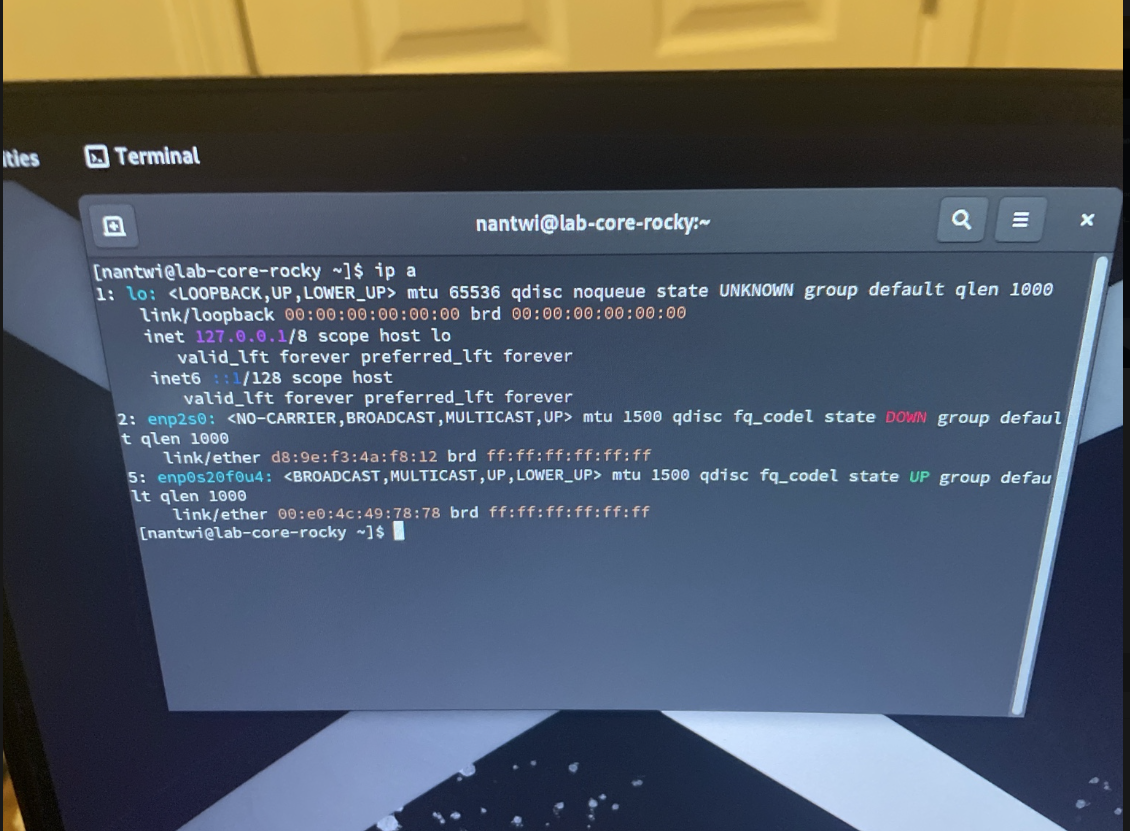 ities
Terminal
nantwi@lab-core-rocky:~
[nantwi@lab-core-rocky ~]$ ip a
1: lo: <LOOPBACK,UP,LOWER_UP> mtu 65536 qdisc noqueue state UNKNOWN group default qlen 1000
link/loopback 00:00:00:00:00:00 brd 00:00:00:00:00:00
inet 127.0.0.1/8 scope host lo
valid_lft forever preferred_lft forever
inet6 ::1/128 scope host
valid_lft forever preferred_lft forever
2: enp2s0: <NO-CARRIER,BROADCAST,MULTICAST,UP> mtu 1500 qdisc fq_codel state DOWN group defaul
t qlen 1000
link/ether d8:9e:f3:4a:f8:12 brd ff:ff:ff:ff:ff:ff
5: enp0s20f0u4: <BROADCAST,MULTICAST,UP,LOWER_UP> mtu 1500 qdisc fq_codel state UP group defau
lt qlen 1000
link/ether 00:e0:4c:49:78:78 brd ff:ff:ff:ff:ff:ff
[nantwi@lab-core-rocky ~]$